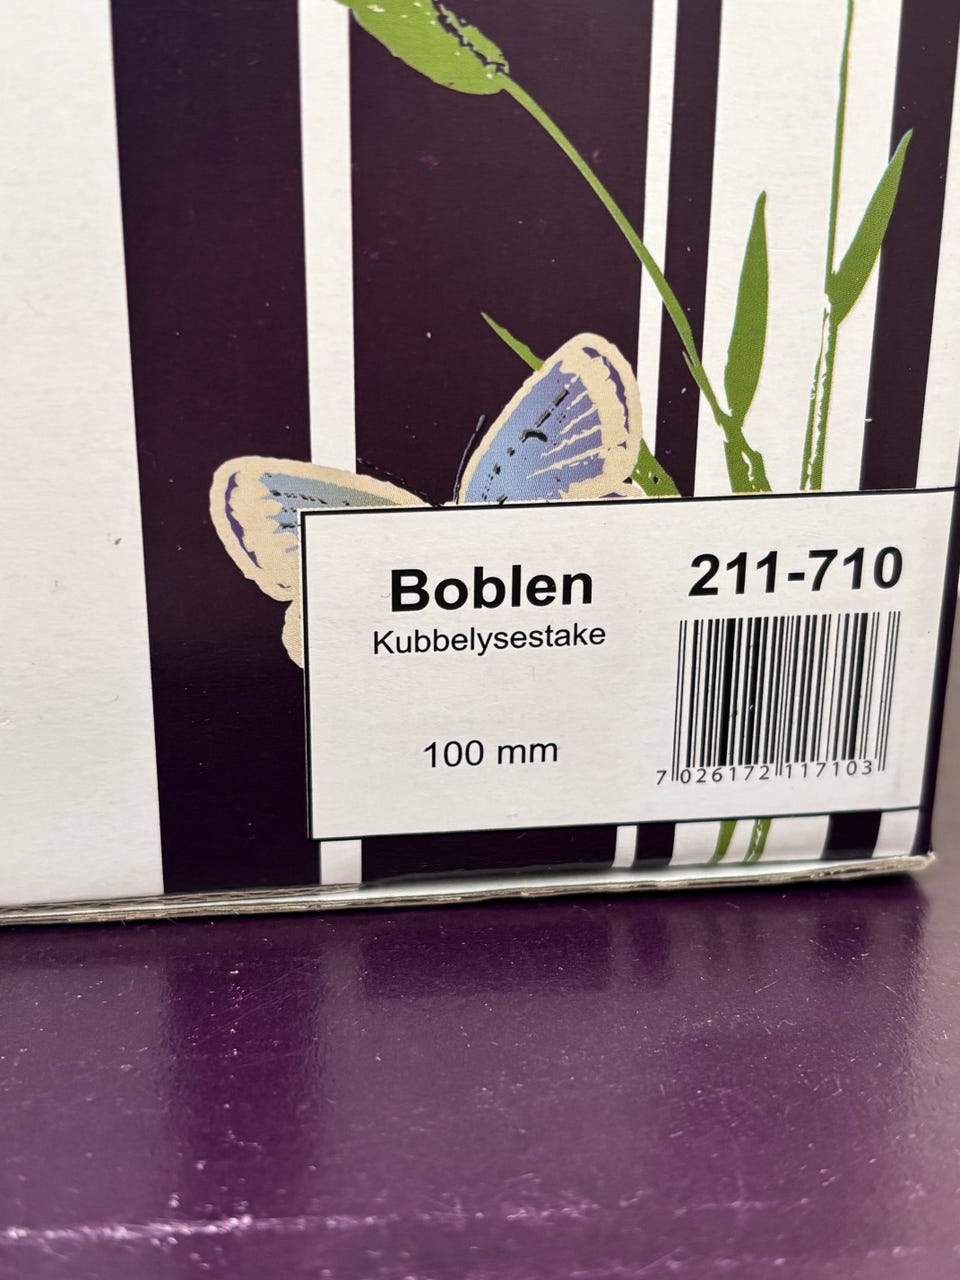 Boblen
Kubbelysestake
100 mm
211-710
7 026172 117103